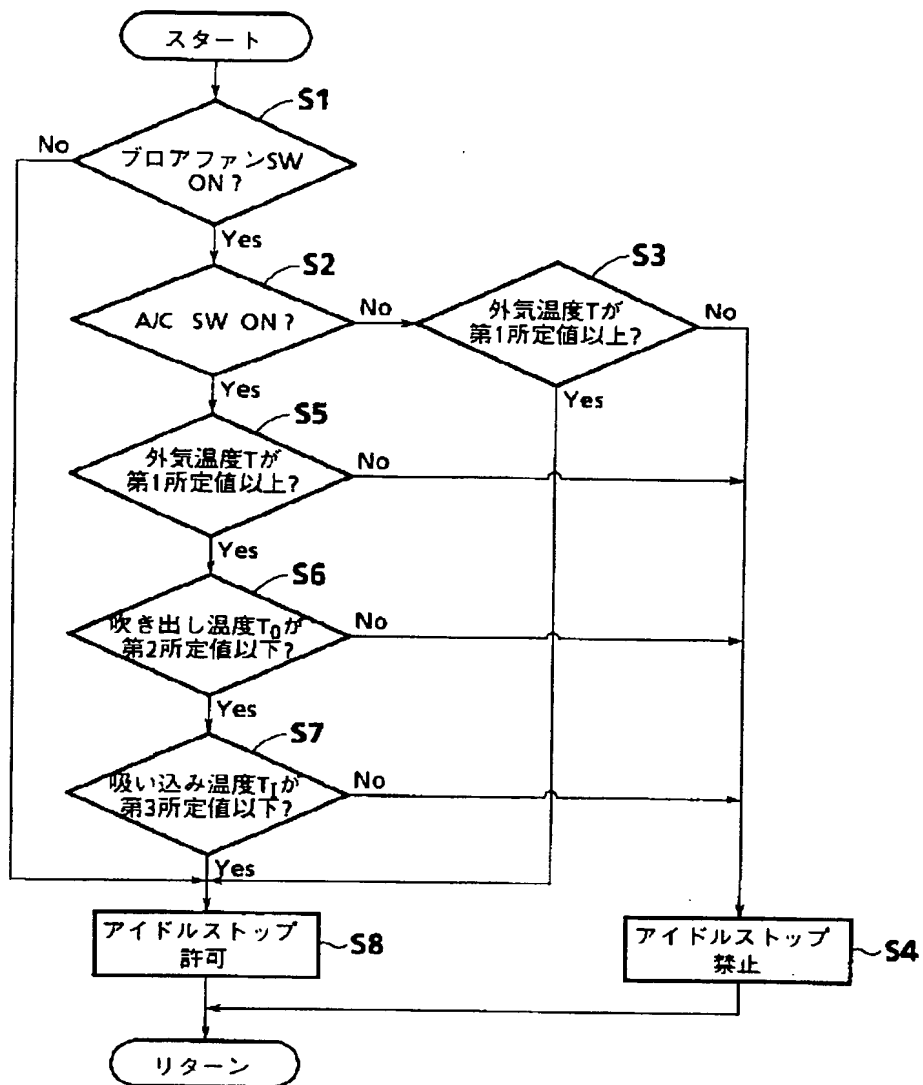 スタート
S1
No
ブロアファンSW
ON?
Yes
S2
A/C SW ON?
No
S3
外気温度Tが
第1所定値以上?
No
Yes
Yes
S5
外気温度Tが
第1所定値以上?
No
Yes
S6
吹き出し温度T0が
第2所定値以下?
No
Yes
S7
吸い込み温度TIが
第3所定値以下?
No
Yes
アイドルストップ
許可
S8
アイドルストップ
禁止
S4
リターン